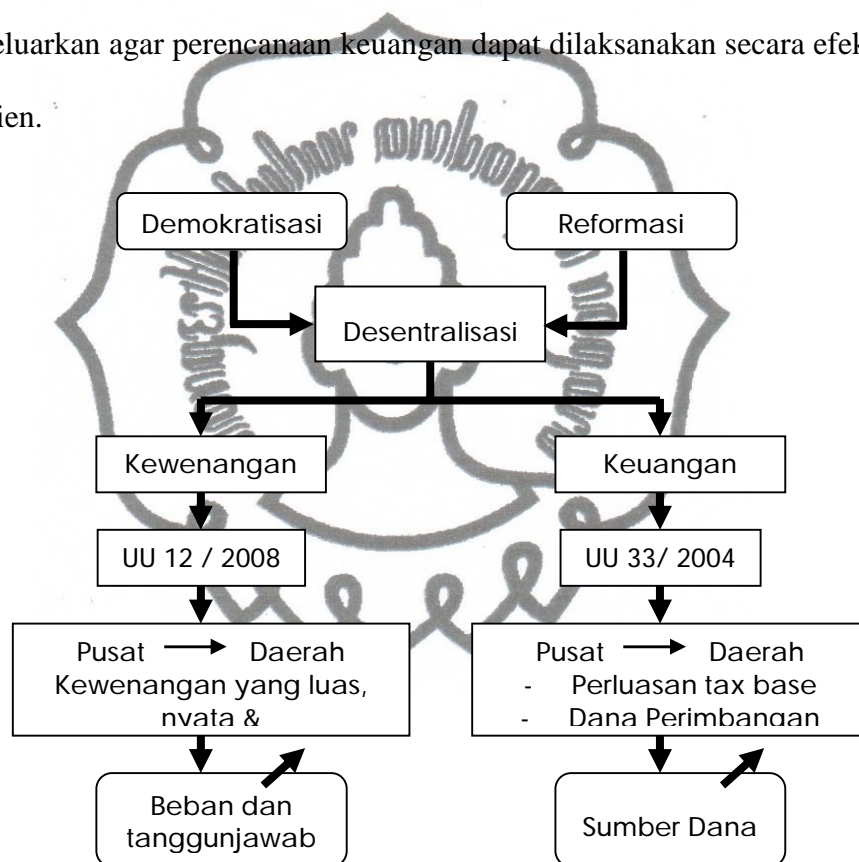 eluarkan agar perencanaan keuangan dapat dilaksanakan secara efek
ien.
Demokratisasi
Reformasi
Desentralisasi
Kewenangan
Keuangan
UU 12 / 2008
UU 33/ 2004
Pusat → Daerah
Kewenangan yang luas,
nyata &
Pusat → Daerah
- Perluasan tax base
- Dana Perimbangan
Beban dan
tanggunjawab
Sumber Dana